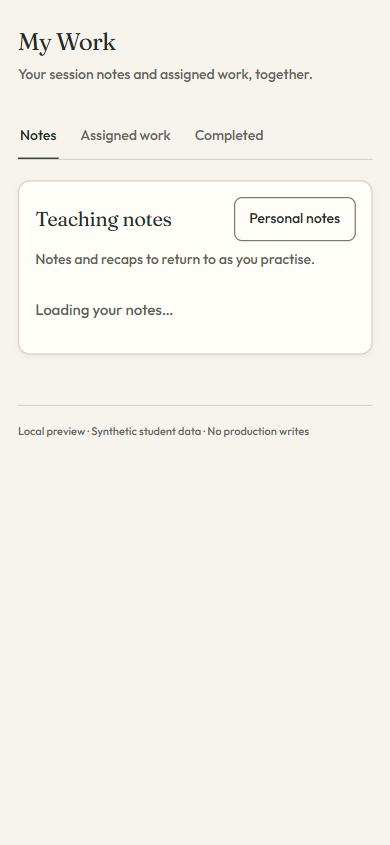 My Work
Your session notes and assigned work, together.
Notes
Assigned work
Completed
Teaching notes
Personal notes
Notes and recaps to return to as you practise.
Loading your notes…
Local preview · Synthetic student data · No production writes